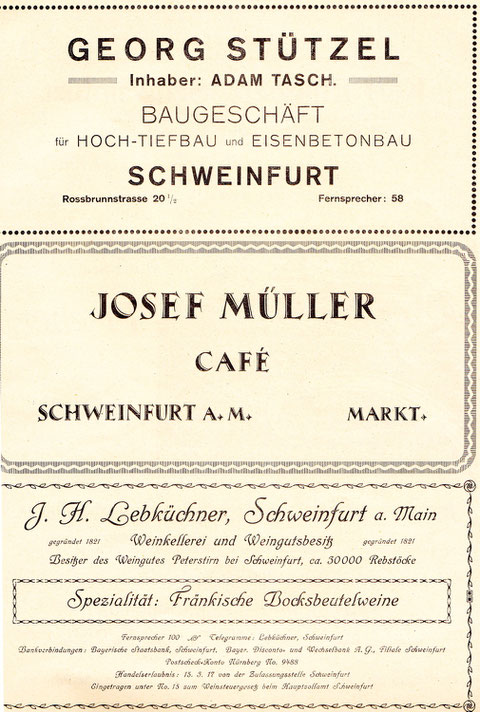 GEORG STÜTZEL
Inhaber: ADAM TASCH.
BAUGESCHÄFT
für HOCH-TIEFBAU und EISENBETONBAU
SCHWEINFURT
Rossbrunnstrasse 20 1/2 Fernsprecher: 58
JOSEF MÜLLER
CAFÉ
SCHWEINFURT A. M. MARKT.
J. H. Lebküchner, Schweinfurt a. Main
gegründet 1821 Weinkellerei und Weingutsbesitz gegründet 1821
Besitzer des Weingutes Peterstirn bei Schweinfurt, ca. 30000 Rebstöcke
Spezialität: Fränkische Bocksbeutelweine
Fernsprecher 100 Telegramme: Lebküchner, Schweinfurt
Bankverbindungen: Bayerische Staatsbank, Schweinfurt. Bayer. Disconto- und Wechselbank A. G., Filiale Schweinfurt
Postscheck-Konto Nürnberg No. 9488
Handelserlaubnis: 13. 3. 17 von der Zulassungsstelle Schweinfurt
Eingetragen unter No. 15 zum Weinsteuergesetz beim Hauptzollamt Schweinfurt